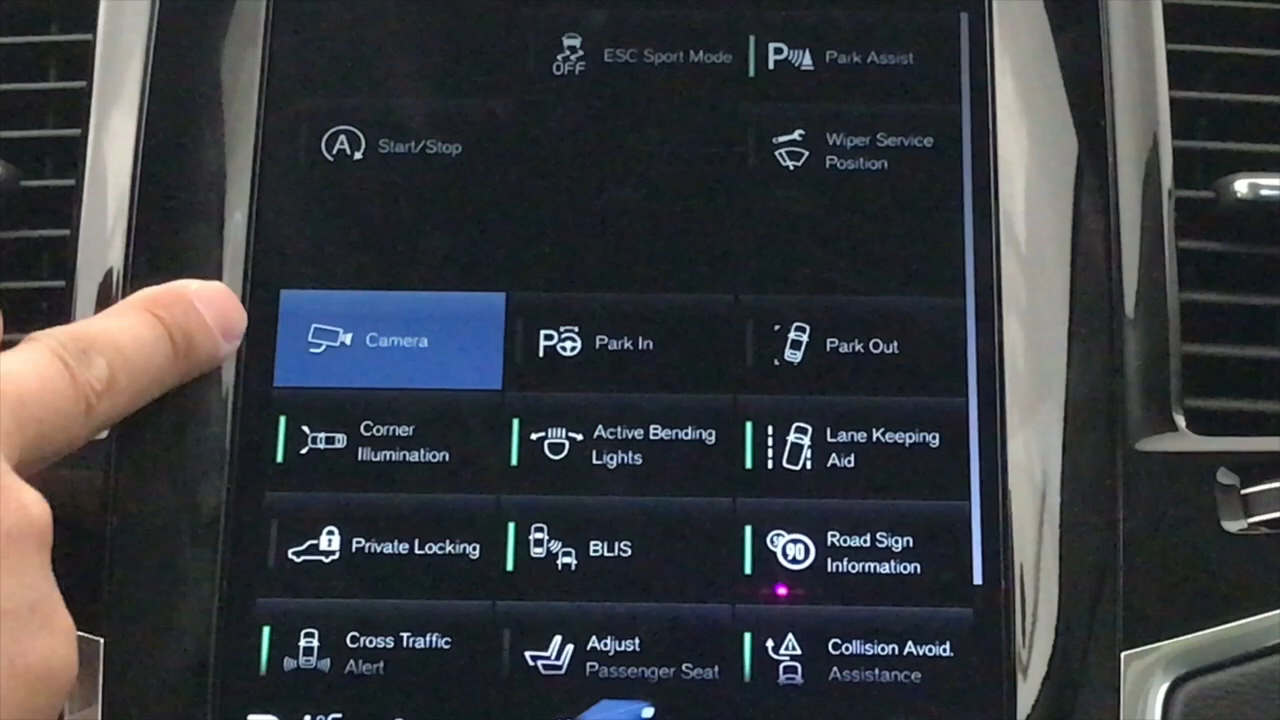 OFF
ESC Sport Mode
P
Park Assist
A
Start/Stop
Wiper Service
Position
Camera
P
Park In
Park Out
Corner
Illumination
Active Bending
Lights
Lane Keeping
Aid
Private Locking
BLIS
90
Road Sign
Information
Cross Traffic
Alert
Adjust
Passenger Seat
Collision Avoid.
Assistance